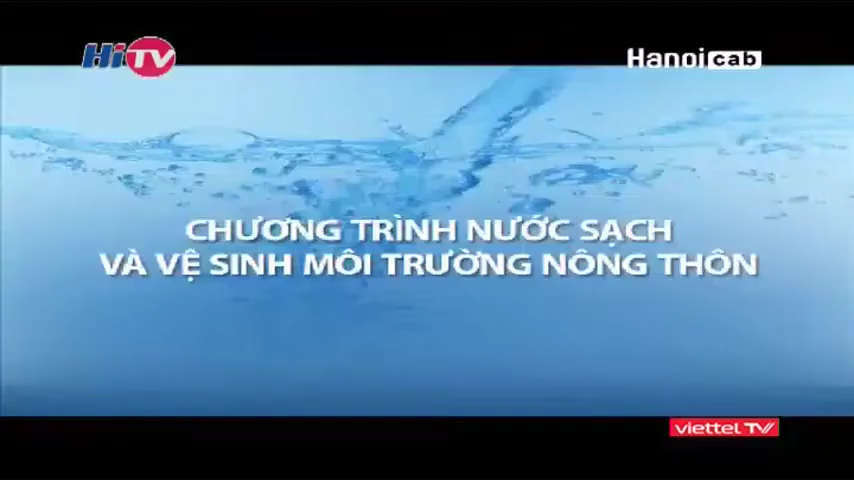 HiTV
Hanoicab
CHƯƠNG TRÌNH NƯỚC SẠCH
VÀ VỆ SINH MÔI TRƯỜNG NÔNG THÔN
viettel TV